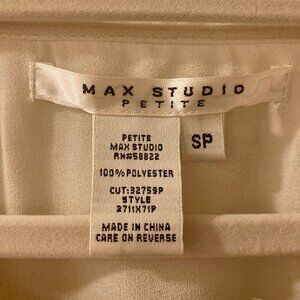 MAX STUDIO
PETITE
SP
PETITE
MAX STUDIO
RN#58822
100% POLYESTER
CUT:32759P
STYLE
2711X71P
MADE IN CHINA
CARE ON REVERSE